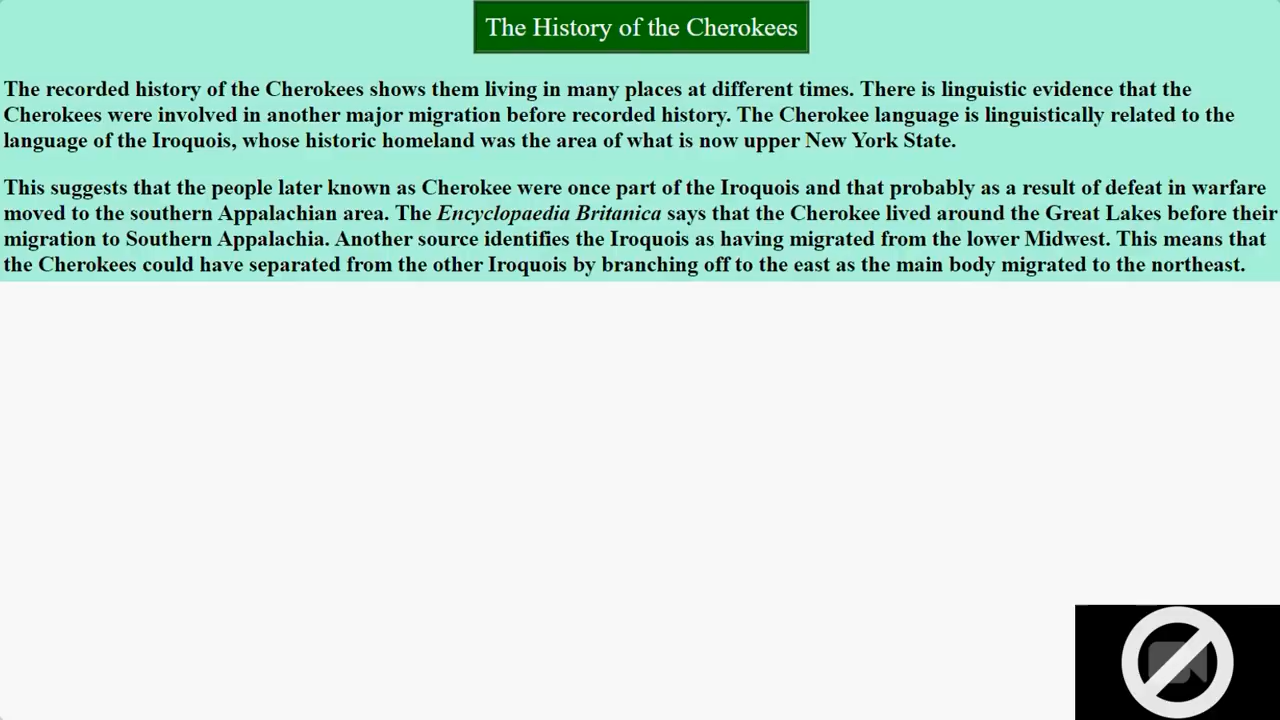 The History of the Cherokees
The recorded history of the Cherokees shows them living in many places at different times. There is linguistic evidence that the
Cherokees were involved in another major migration before recorded history. The Cherokee language is linguistically related to the
language of the Iroquois, whose historic homeland was the area of what is now upper New York State.
This suggests that the people later known as Cherokee were once part of the Iroquois and that probably as a result of defeat in warfare
moved to the southern Appalachian area. The Encyclopaedia Britanica says that the Cherokee lived around the Great Lakes before their
migration to Southern Appalachia. Another source identifies the Iroquois as having migrated from the lower Midwest. This means that
the Cherokees could have separated from the other Iroquois by branching off to the east as the main body migrated to the northeast.